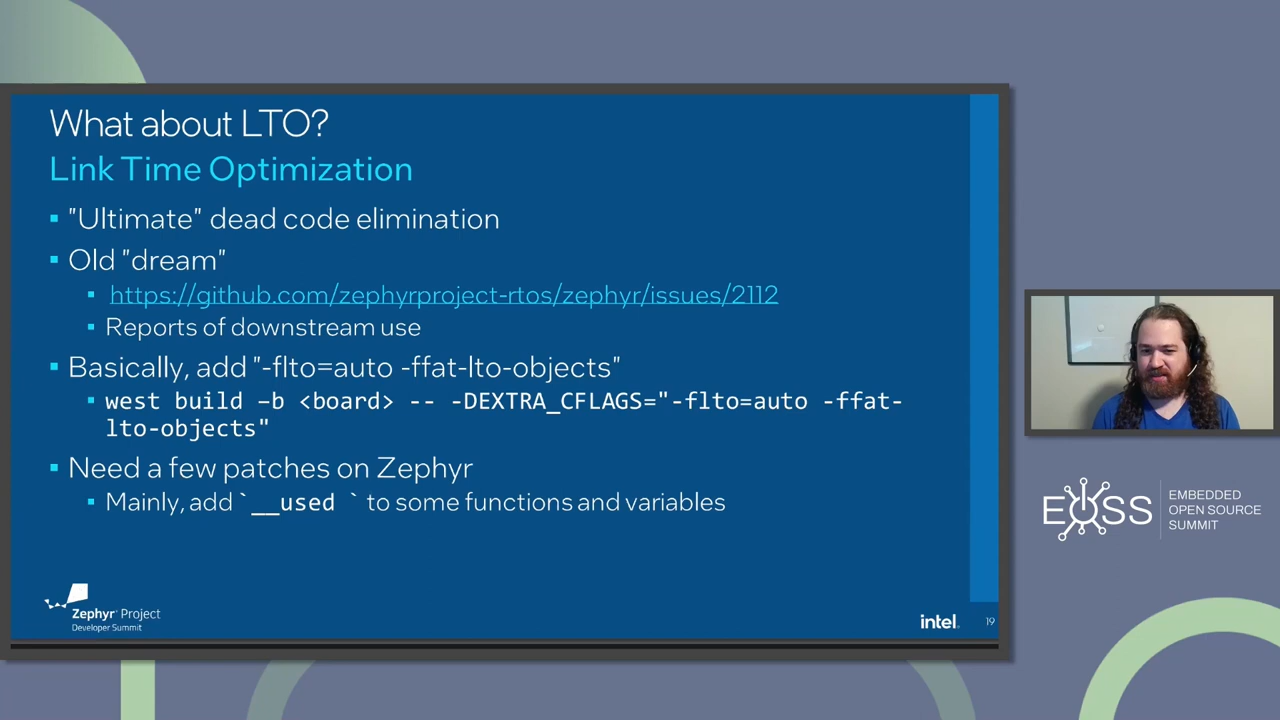 What about LTO?
Link Time Optimization
"Ultimate" dead code elimination
Old "dream"
https://github.com/zephyrproject-rtos/zephyr/issues/2112
Reports of downstream use
Basically, add "-flto=auto -ffat-lto-objects"
west build –b <board> -- -DEXTRA_CFLAGS="-flto=auto -ffat-
lto-objects"
Need a few patches on Zephyr
Mainly, add `__used ` to some functions and variables
Zephyr® Project
Developer Summit
intel.
19
EOSS
EMBEDDED
OPEN SOURCE
SUMMIT